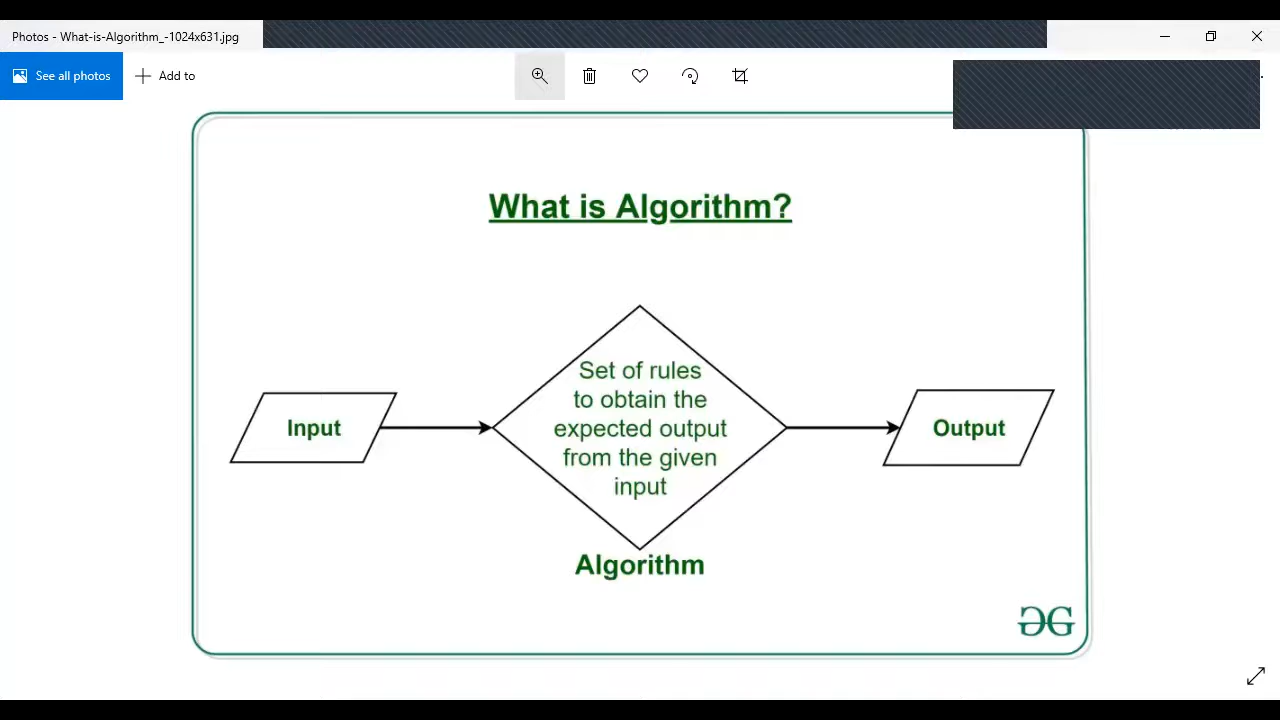 Photos - What-is-Algorithm_-1024x631.jpg
See all photos
Add to
What is Algorithm?
Set of rules
to obtain the
expected output
from the given
input
Input
Output
Algorithm